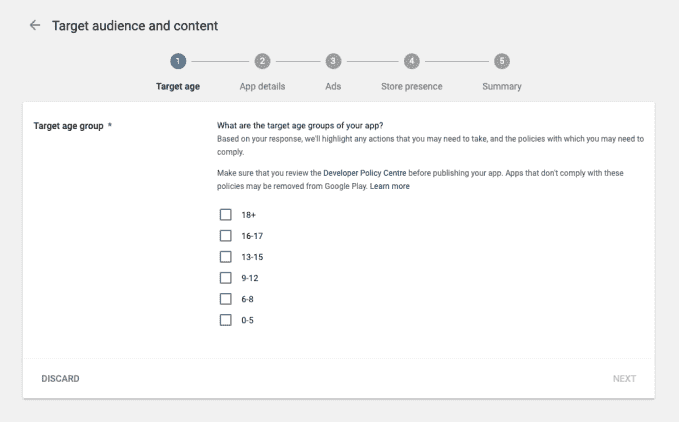 Target audience and content
1 2 3 4 5
Target age App details Ads Store presence Summary
Target age group *
What are the target age groups of your app?
Based on your response, we'll highlight any actions that you may need to take, and the policies with which you may need to
comply.
Make sure that you review the Developer Policy Centre before publishing your app. Apps that don't comply with these
policies may be removed from Google Play. Learn more
18+
16-17
13-15
9-12
6-8
0-5
DISCARD NEXT